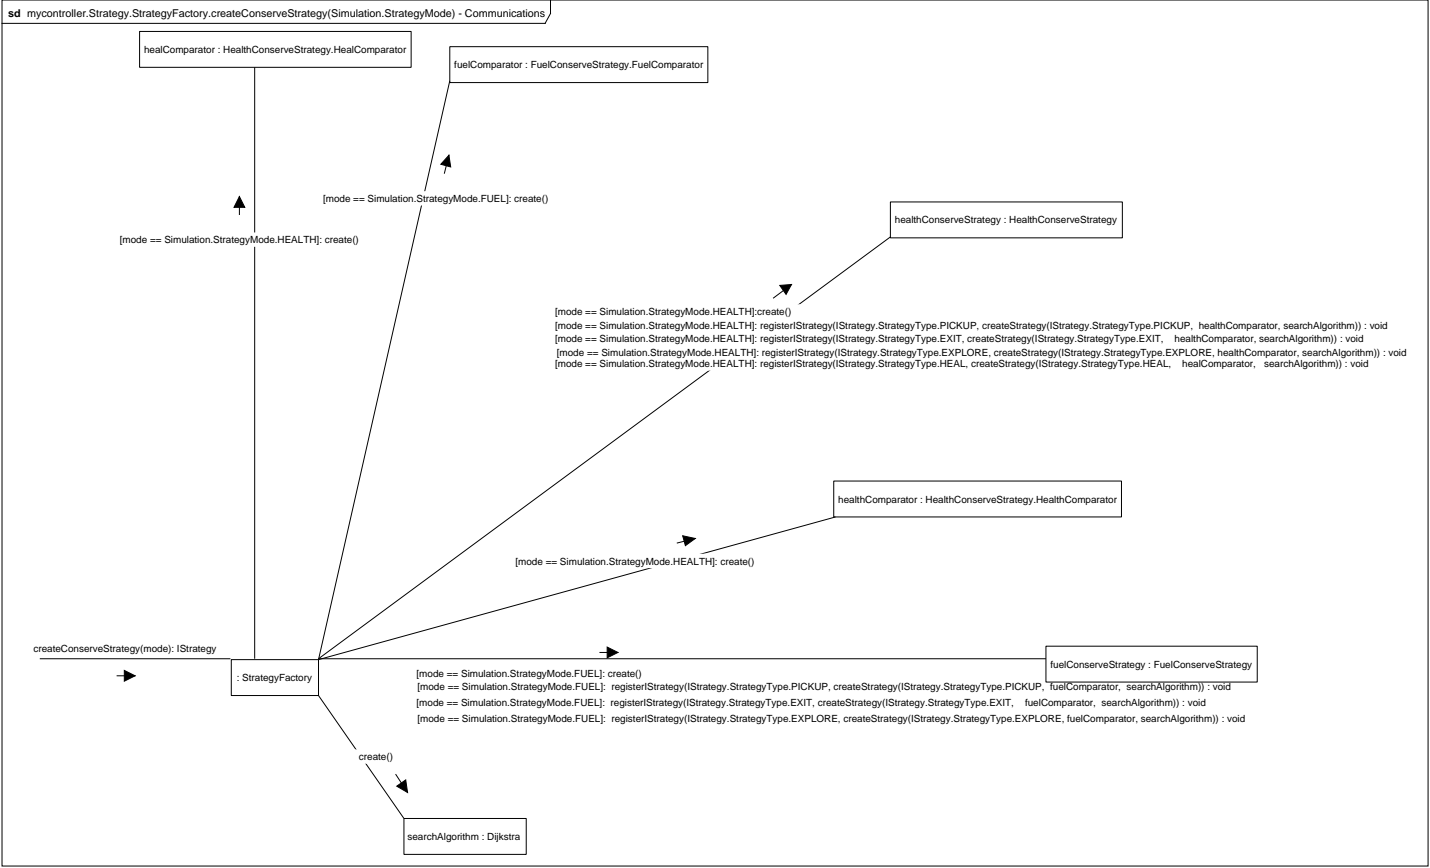 sd mycontroller.Strategy.StrategyFactory.createConserveStrategy(Simulation.StrategyMode) - Communications
healComparator : HealthConserveStrategy.HealComparator
fuelComparator : FuelConserveStrategy.FuelComparator
[mode == Simulation.StrategyMode.FUEL]: create()
healthConserveStrategy : HealthConserveStrategy
[mode == Simulation.StrategyMode.HEALTH]: create()
[mode == Simulation.StrategyMode.HEALTH]:create()
[mode == Simulation.StrategyMode.HEALTH]: registerIStrategy(IStrategy.StrategyType.PICKUP, createStrategy(IStrategy.StrategyType.PICKUP, healthComparator, searchAlgorithm)) : void
[mode == Simulation.StrategyMode.HEALTH]: registerIStrategy(IStrategy.StrategyType.EXIT, createStrategy(IStrategy.StrategyType.EXIT, healthComparator, searchAlgorithm)) : void
[mode == Simulation.StrategyMode.HEALTH]: registerIStrategy(IStrategy.StrategyType.EXPLORE, createStrategy(IStrategy.StrategyType.EXPLORE, healthComparator, searchAlgorithm)) : void
[mode == Simulation.StrategyMode.HEALTH]: registerIStrategy(IStrategy.StrategyType.HEAL, createStrategy(IStrategy.StrategyType.HEAL, healComparator, searchAlgorithm)) : void
healthComparator : HealthConserveStrategy.HealthComparator
[mode == Simulation.StrategyMode.HEALTH]: create()
createConserveStrategy(mode): IStrategy
: StrategyFactory
fuelConserveStrategy : FuelConserveStrategy
[mode == Simulation.StrategyMode.FUEL]: create()
[mode == Simulation.StrategyMode.FUEL]: registerIStrategy(IStrategy.StrategyType.PICKUP, createStrategy(IStrategy.StrategyType.PICKUP, fuelComparator, searchAlgorithm)) : void
[mode == Simulation.StrategyMode.FUEL]: registerIStrategy(IStrategy.StrategyType.EXIT, createStrategy(IStrategy.StrategyType.EXIT, fuelComparator, searchAlgorithm)) : void
[mode == Simulation.StrategyMode.FUEL]: registerIStrategy(IStrategy.StrategyType.EXPLORE, createStrategy(IStrategy.StrategyType.EXPLORE, fuelComparator, searchAlgorithm)) : void
create()
searchAlgorithm : Dijkstra